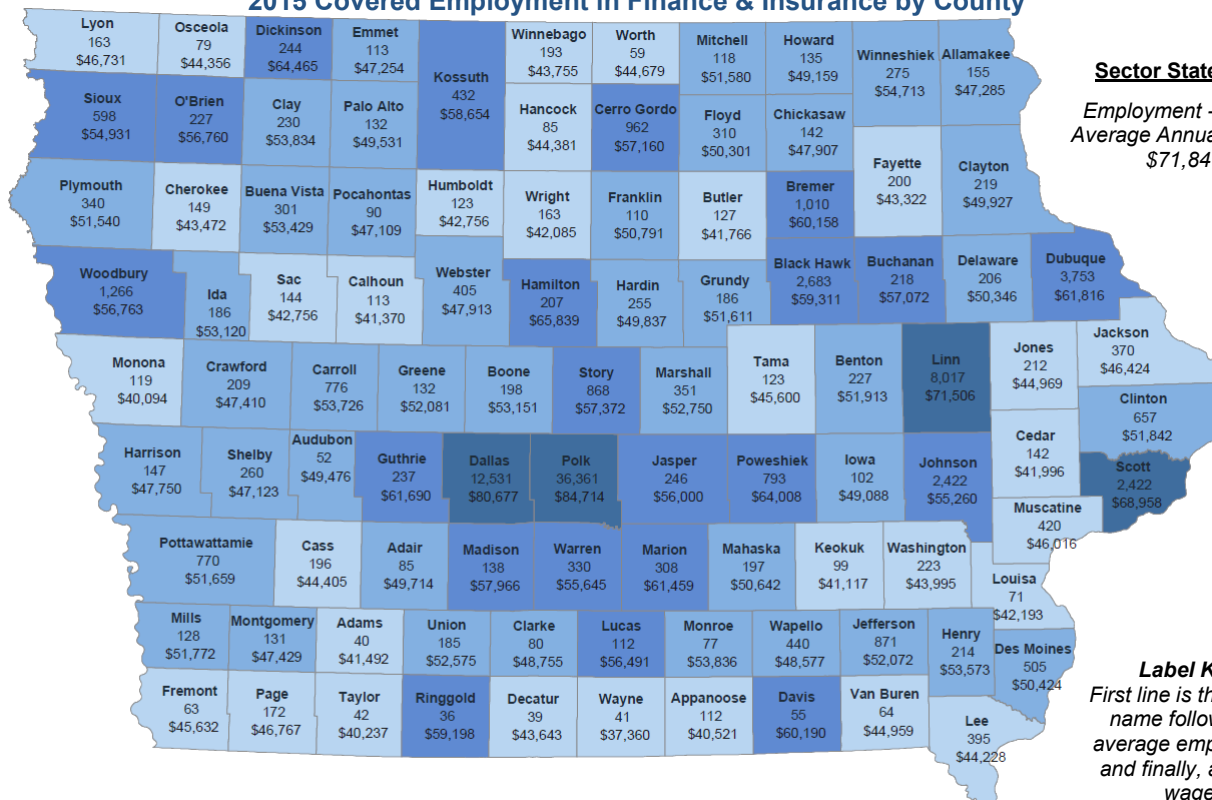 2015 Covered Employment in Finance & Insurance by County
Lyon
163
$46,731
Osceola
79
$44,356
Dickinson
244
$64,465
Emmet
113
$47,254
Kossuth
432
$58,654
Winnebago
193
$43,755
Worth
59
$44,679
Mitchell
118
$51,580
Howard
135
$49,159
Winneshiek
275
$54,713
Allamakee
155
$47,285
Sioux
598
$54,931
O'Brien
227
$56,760
Clay
230
$53,834
Palo Alto
132
$49,531
Hancock
85
$44,381
Cerro Gordo
962
$57,160
Floyd
310
$50,301
Chickasaw
142
$47,907
Fayette
200
$43,322
Clayton
219
$49,927
Plymouth
340
$51,540
Cherokee
149
$43,472
Buena Vista
301
$53,429
Pocahontas
90
$47,109
Humboldt
123
$42,756
Wright
163
$42,085
Franklin
110
$50,791
Butler
127
$41,766
Bremer
1,010
$60,158
Woodbury
1,266
$56,763
Ida
186
$53,120
Sac
144
$42,756
Calhoun
113
$41,370
Webster
405
$47,913
Hamilton
207
$65,839
Hardin
255
$49,837
Grundy
186
$51,611
Black Hawk
2,683
$59,311
Buchanan
218
$57,072
Delaware
206
$50,346
Dubuque
3,753
$61,816
Monona
119
$40,094
Crawford
209
$47,410
Carroll
776
$53,726
Greene
132
$52,081
Boone
198
$53,151
Story
868
$57,372
Marshall
351
$52,750
Tama
123
$45,600
Benton
227
$51,913
Linn
8,017
$71,506
Jones
212
$44,969
Jackson
370
$46,424
Clinton
657
$51,842
Harrison
147
$47,750
Shelby
260
$47,123
Audubon
52
$49,476
Guthrie
237
$61,690
Dallas
12,531
$80,677
Polk
36,361
$84,714
Jasper
246
$56,000
Poweshiek
793
$64,008
Iowa
102
$49,088
Johnson
2,422
$55,260
Cedar
142
$41,996
Scott
2,422
$68,958
Muscatine
420
$46,016
Pottawattamie
770
$51,659
Cass
196
$44,405
Adair
85
$49,714
Madison
138
$57,966
Warren
330
$55,645
Marion
308
$61,459
Mahaska
197
$50,642
Keokuk
99
$41,117
Washington
223
$43,995
Louisa
71
$42,193
Mills
128
$51,772
Montgomery
131
$47,429
Adams
40
$41,492
Union
185
$52,575
Clarke
80
$48,755
Lucas
112
$56,491
Monroe
77
$53,836
Wapello
440
$48,577
Jefferson
871
$52,072
Henry
214
$53,573
Des Moines
505
$50,424
Fremont
63
$45,632
Page
172
$46,767
Taylor
42
$40,237
Ringgold
36
$59,198
Decatur
39
$43,643
Wayne
41
$37,360
Appanoose
112
$40,521
Davis
55
$60,190
Van Buren
64
$44,959
Lee
395
$44,228
Sector State
Employment -
Average Annua
$71,84
Label K
First line is th
name follow
average emp
and finally, a
wage